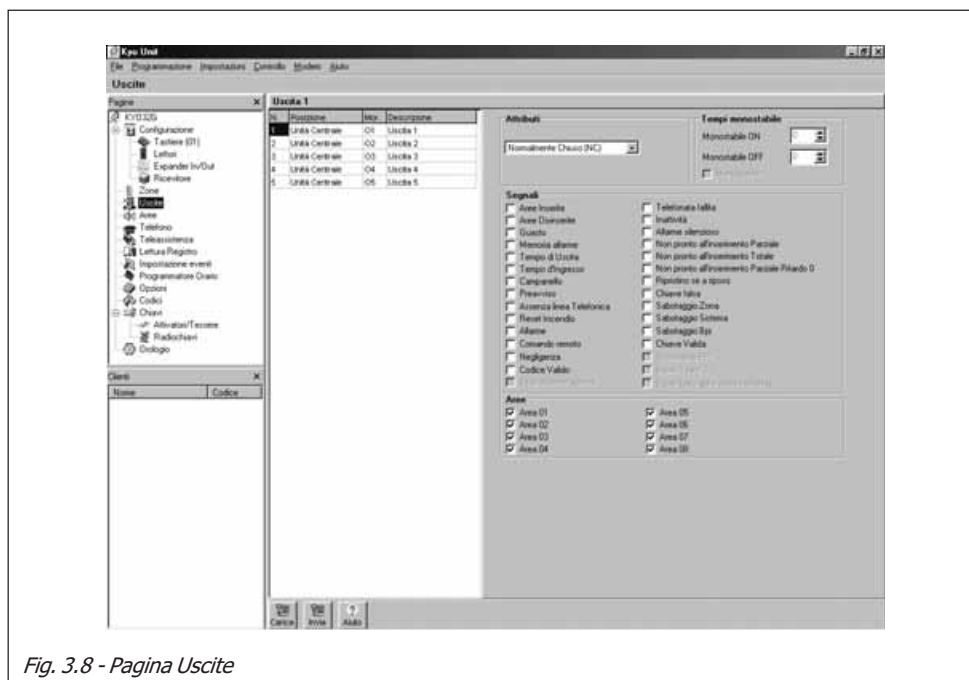 Kyo Unit
File Programmazione Impostazioni Controllo Modem Aiuto
Uscite
Pagine
KYO32G
Configurazione
Tastiere (01)
Lettori
Expander In/Out
Ricevitore
Zone
Uscite
Aree
Telefono
Teleassistenza
Lettura Registro
Impostazione eventi
Programmatore Orario
Opzioni
Codici
Chiavi
Attivatori/Tessere
Radiochiavi
Orologio
Clienti
Nome Codice
Uscita 1
N. Posizione Mor. Descrizione
1 Unità Centrale O1 Uscita 1
2 Unità Centrale O2 Uscita 2
3 Unità Centrale O3 Uscita 3
4 Unità Centrale O4 Uscita 4
5 Unità Centrale O5 Uscita 5
Attributi
Normalmente Chiuso (NC)
Tempi monostabile
Monostabile ON
Monostabile OFF
Segnali
Aree Inserite
Aree Disinserite
Guasto
Memoria allarme
Tempo di Uscita
Tempo d'Ingresso
Campanello
Preavviso
Assenza linea Telefonica
Reset Incendio
Allarme
Comando remoto
Negligenza
Codice Valido
Telefonata fallita
Inattività
Allarme silenzioso
Non pronto all'inserimento Parziale
Non pronto all'inserimento Totale
Non pronto all'inserimento Parziale Ritardo 0
Ripristino se a riposo
Chiave falsa
Sabotaggio Zona
Sabotaggio Sistema
Sabotaggio Bpi
Chiave Valida
Aree
Area 01
Area 02
Area 03
Area 04
Area 05
Area 06
Area 07
Area 08
Carica Invia Aiuto
Fig. 3.8 - Pagina Uscite